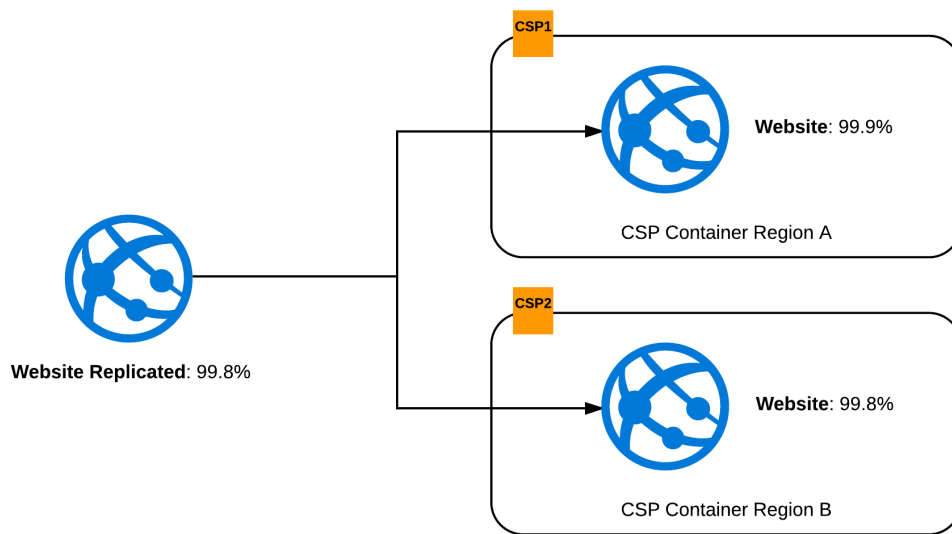 CSP1
Website: 99.9%
CSP Container Region A
Website Replicated: 99.8%
CSP2
Website: 99.8%
CSP Container Region B